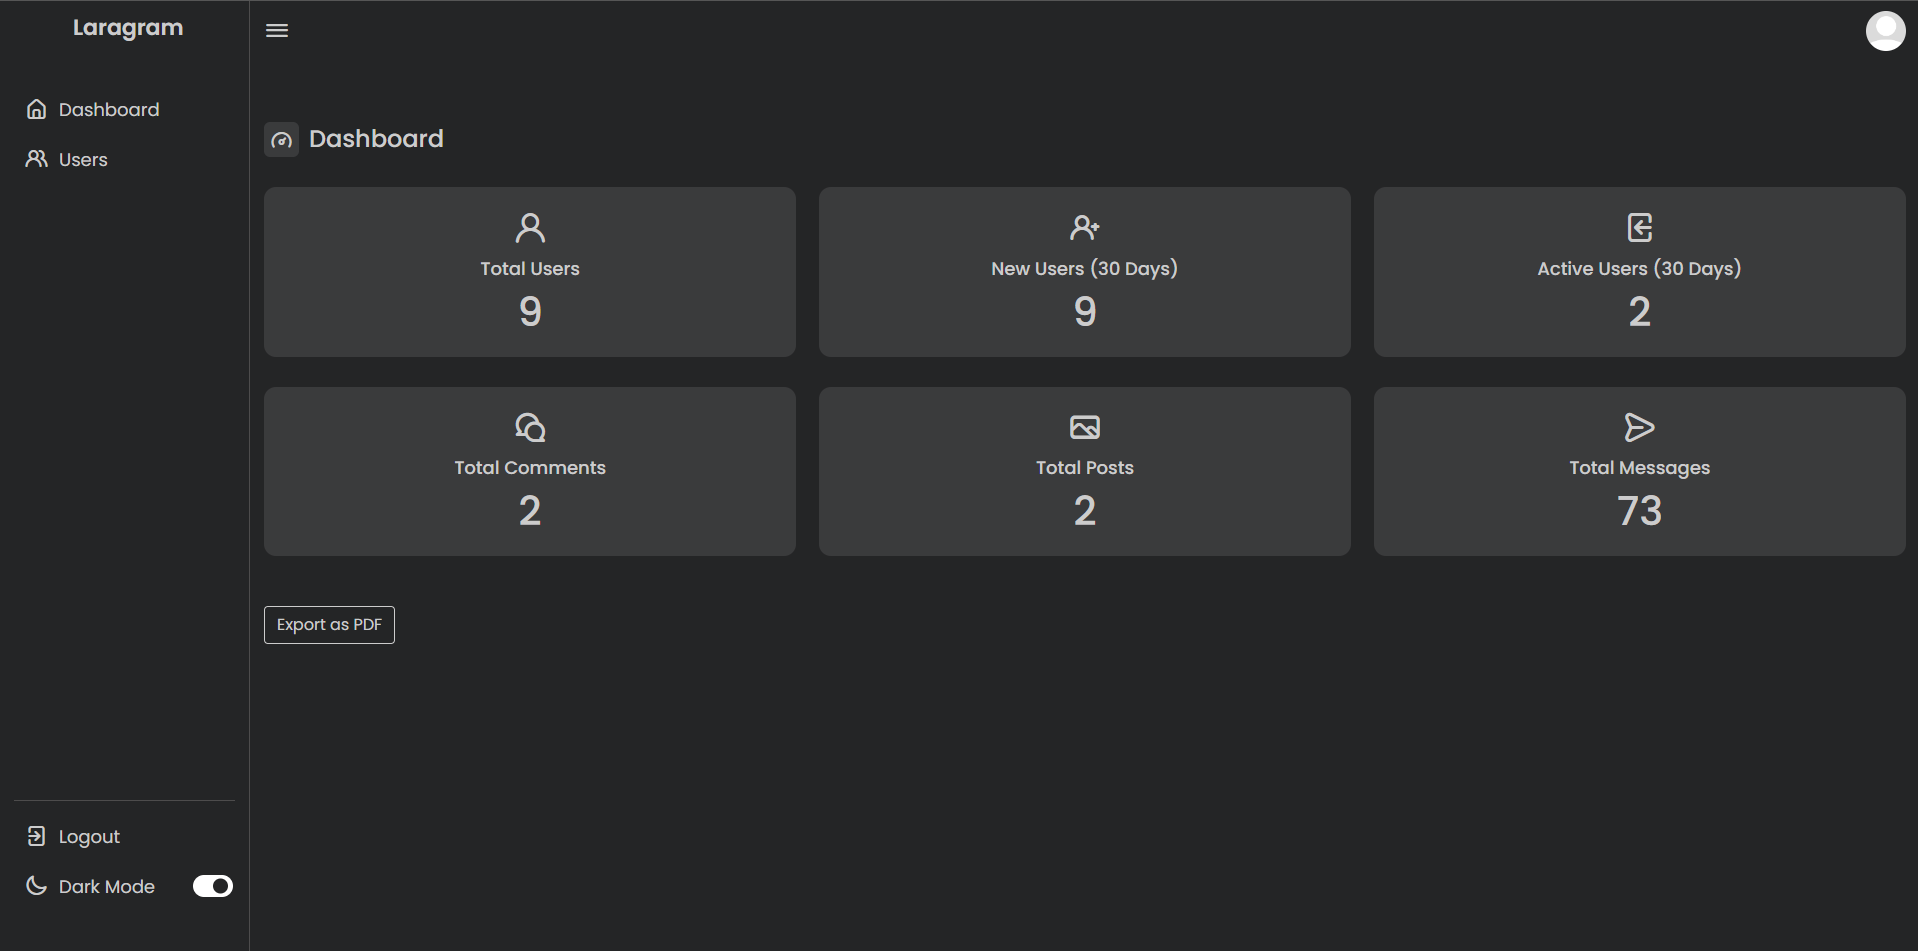 Laragram
Dashboard
Users
Dashboard
Total Users
9
New Users (30 Days)
9
Active Users (30 Days)
2
Total Comments
2
Total Posts
2
Total Messages
73
Export as PDF
Logout
Dark Mode